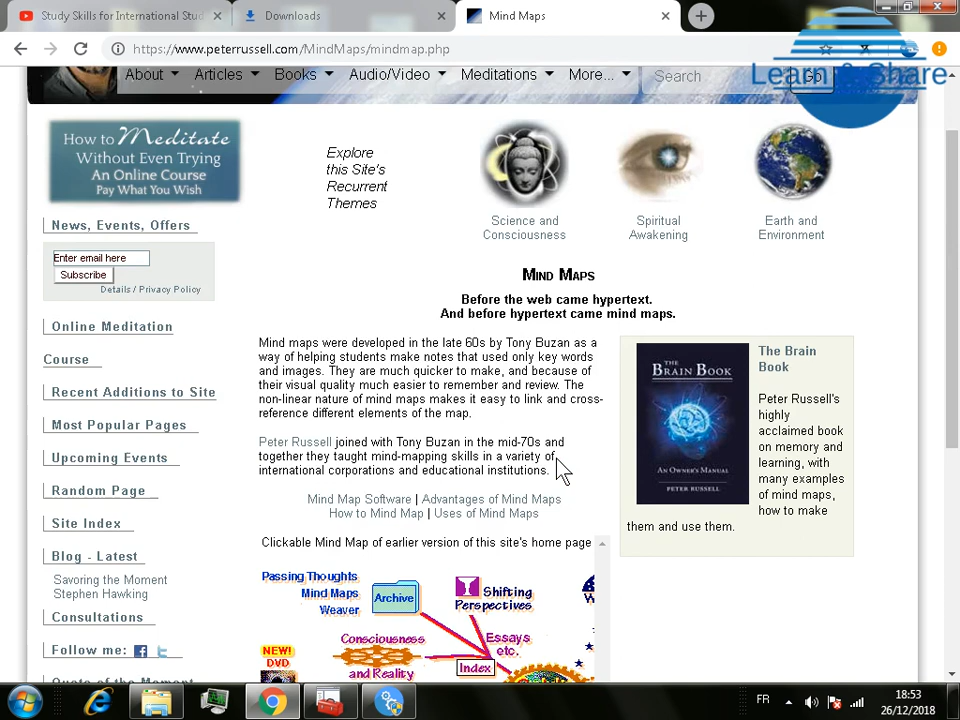 Study Skills for International Stud
Downloads
Mind Maps
https://www.peterrussell.com/MindMaps/mindmap.php
Learn & Share
About
Articles
Books
Audio/Video
Meditations
More...
Search
Go
How to Meditate
Without Even Trying
An Online Course
Pay What You Wish
Explore
this Site's
Recurrent
Themes
Science and
Consciousness
Spiritual
Awakening
Earth and
Environment
News, Events, Offers
Enter email here
Subscribe
Details / Privacy Policy
Online Meditation
Course
Recent Additions to Site
Most Popular Pages
Upcoming Events
Random Page
Site Index
Blog - Latest
Savoring the Moment
Stephen Hawking
Consultations
Follow me:
Quote of the Moment
MIND MAPS
Before the web came hypertext.
And before hypertext came mind maps.
Mind maps were developed in the late 60s by Tony Buzan as a
way of helping students make notes that used only key words
and images. They are much quicker to make, and because of
their visual quality much easier to remember and review. The
non-linear nature of mind maps makes it easy to link and cross-
reference different elements of the map.
Peter Russell joined with Tony Buzan in the mid-70s and
together they taught mind-mapping skills in a variety of
international corporations and educational institutions.
Mind Map Software | Advantages of Mind Maps
How to Mind Map | Uses of Mind Maps
Clickable Mind Map of earlier version of this site's home page
Passing Thoughts
Mind Maps
Weaver
Archive
Shifting
Perspectives
Consciousness
and Reality
Essays
etc.
Index
NEW!
DVD
THE
BRAIN BOOK
AN OWNER'S MANUAL
PETER RUSSELL
The Brain
Book
Peter Russell's
highly
acclaimed book
on memory and
learning, with
many examples
of mind maps,
how to make
them and use them.
FR
18:53
26/12/2018